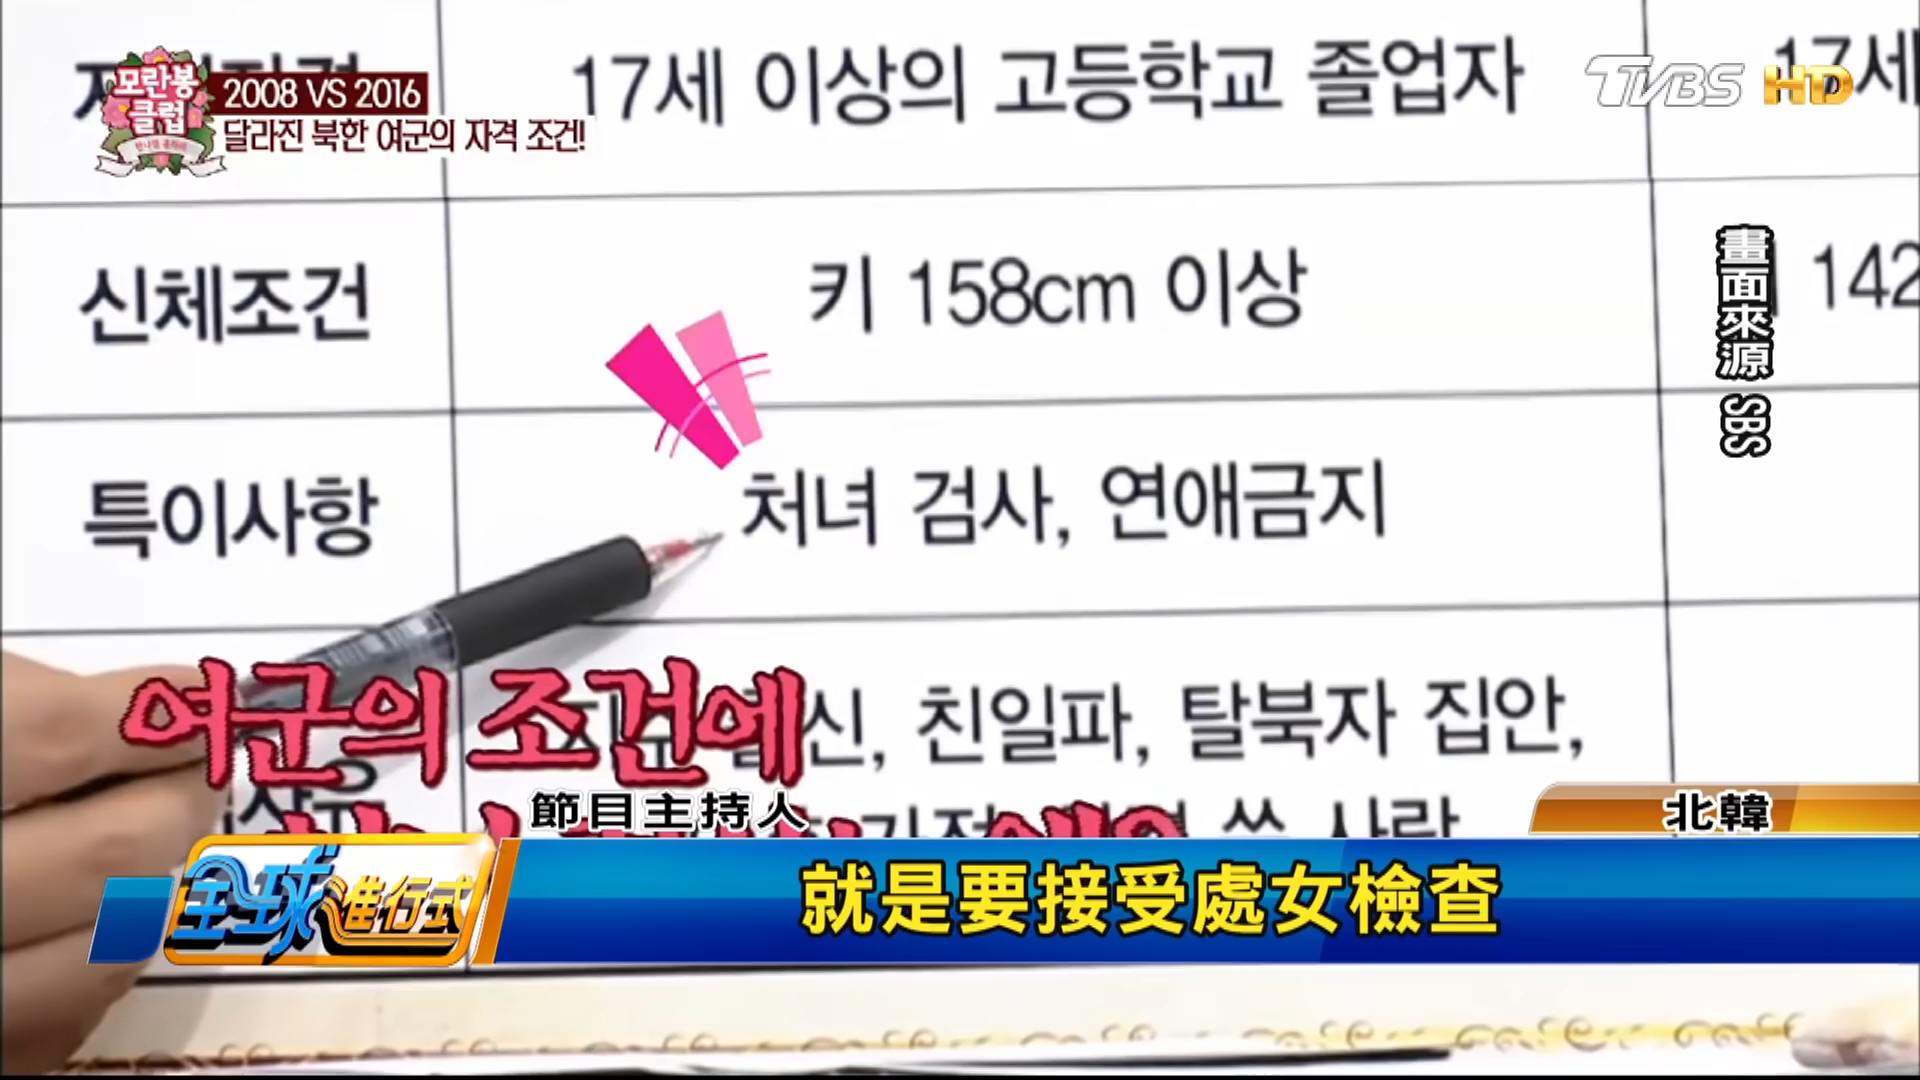 모란봉
클럽
2008 VS 2016
달라진 북한 여군의 자격 조건!
17세 이상의 고등학교 졸업자
17세
TVBS HD
신체조건
키 158cm 이상
142
畫面來源 SBS
특이사항
처녀 검사, 연애금지
여군의 조건에
친일파, 탈북자 집안,
사람
節目主持人
北韓
全球進行式
就是要接受處女檢查